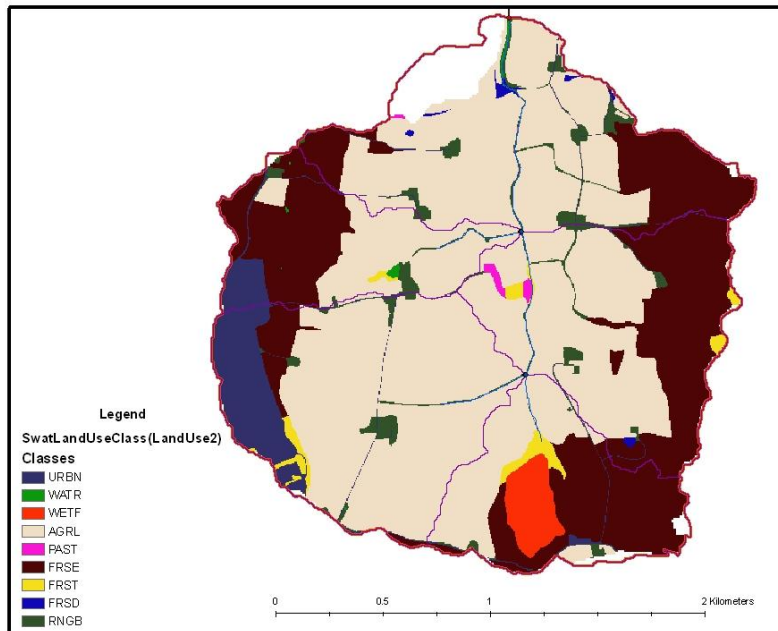 Legend
SwatLandUseClass(LandUse2)
Classes
URBN
WATR
WETF
AGRL
PAST
FRSE
FRST
FRSD
RNGB
0 0.5 1 2 Kilometers